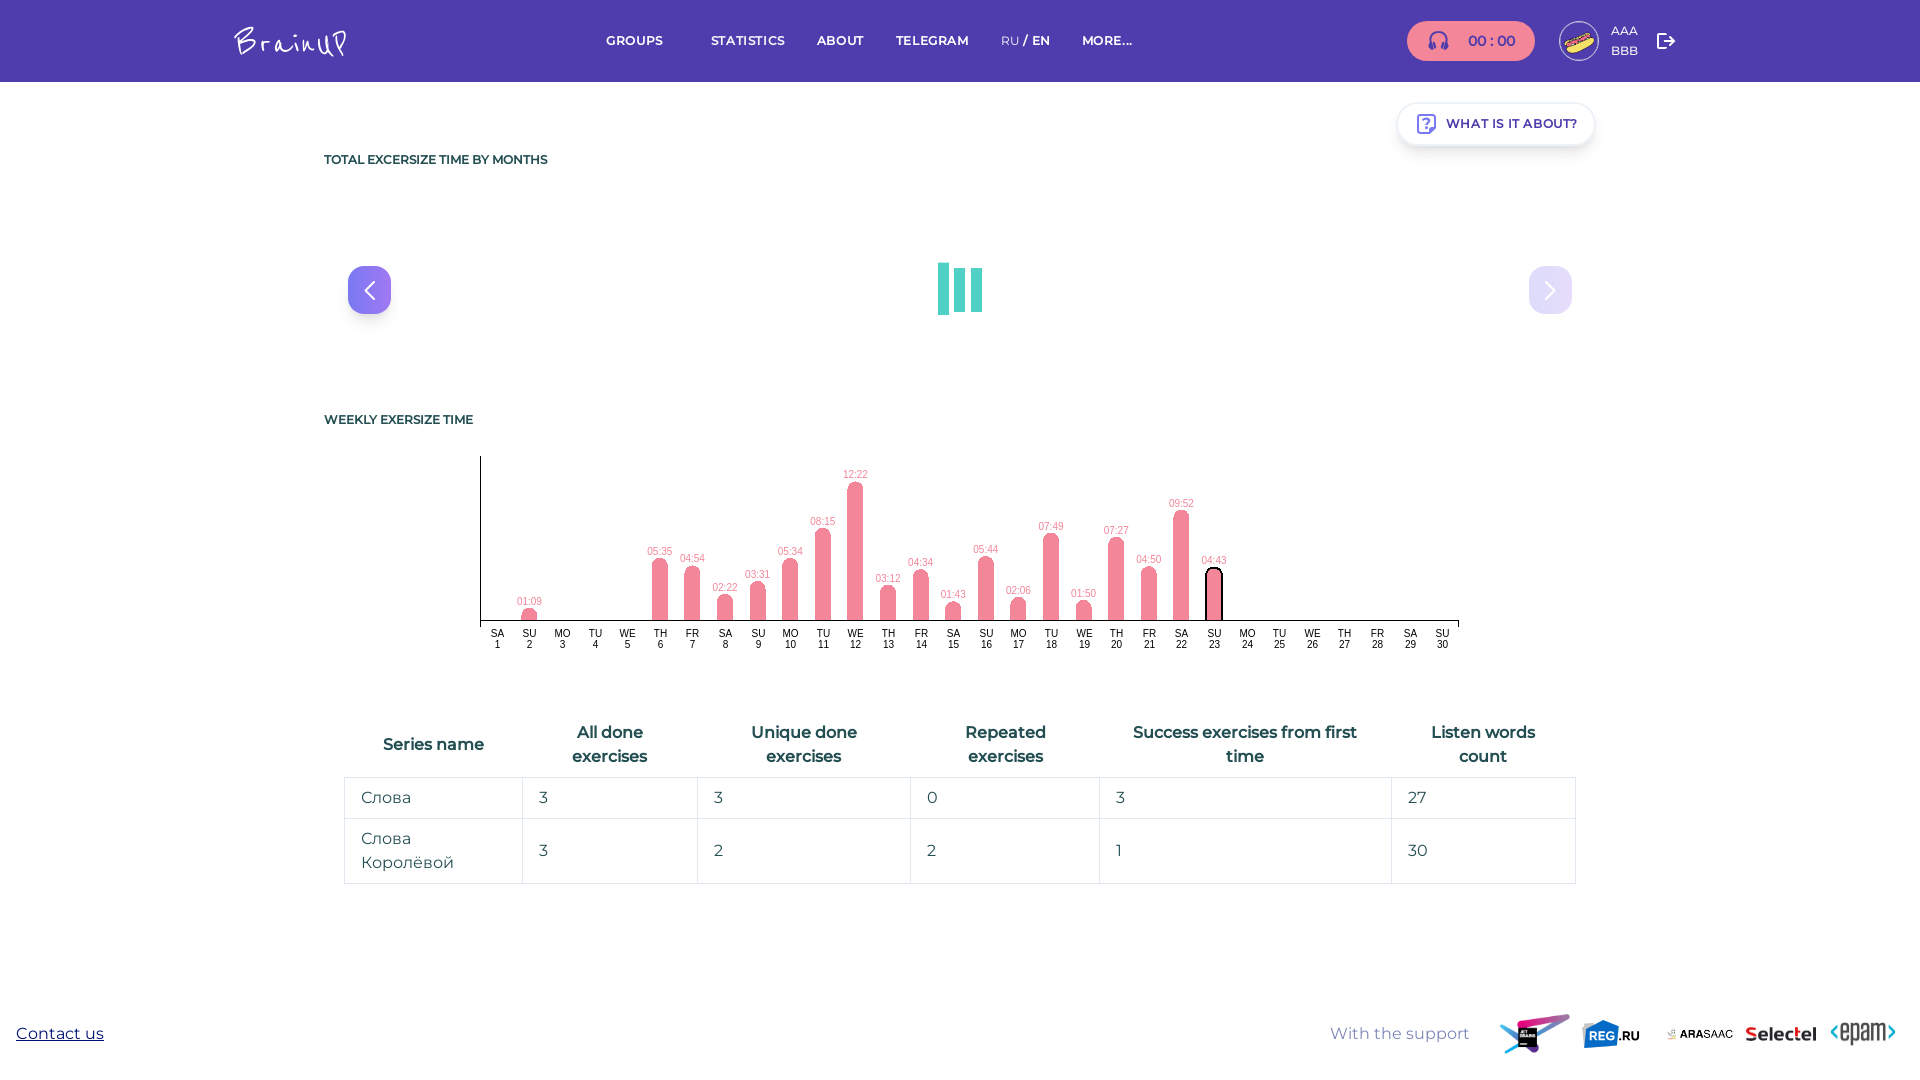 BrainUP
GROUPS STATISTICS ABOUT TELEGRAM RU / EN MORE...
00 : 00
AAA
BBB
WHAT IS IT ABOUT?
TOTAL EXCERSIZE TIME BY MONTHS
WEEKLY EXERSIZE TIME
01:09 05:35 04:54 02:22 03:31 05:34 08:15 12:22 03:12 04:34 01:43 05:44 02:06 07:49 01:50 07:27 04:50 09:52 04:43
SA SU MO TU WE TH FR SA SU MO TU WE TH FR SA SU MO TU WE TH FR SA SU MO TU WE TH FR SA SU
1 2 3 4 5 6 7 8 9 10 11 12 13 14 15 16 17 18 19 20 21 22 23 24 25 26 27 28 29 30
Series name
All done
exercises
Unique done
exercises
Repeated
exercises
Success exercises from first
time
Listen words
count
Слова 3 3 0 3 27
Слова
Королёвой
3 2 2 1 30
Contact us
With the support
JET
BRAINS
REG.RU
ARASAAC
Selectel
<epam>